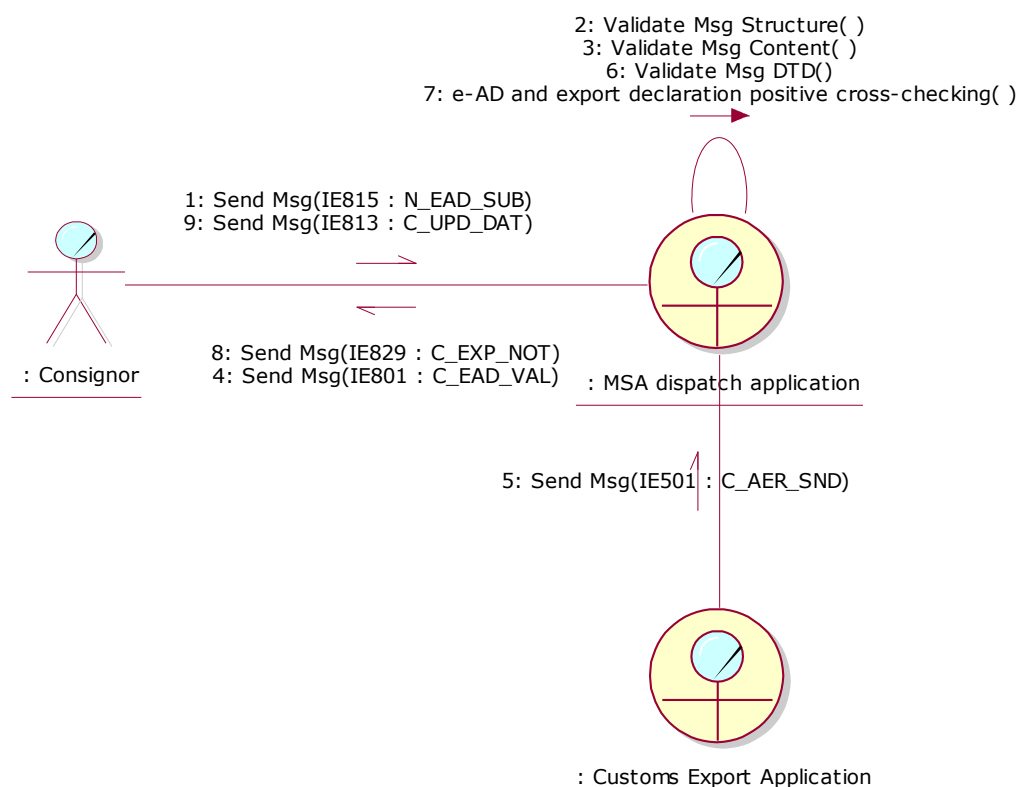 2: Validate Msg Structure( )
3: Validate Msg Content( )
6: Validate Msg DTD()
7: e-AD and export declaration positive cross-checking( )
1: Send Msg(IE815 : N_EAD_SUB)
9: Send Msg(IE813 : C_UPD_DAT)
8: Send Msg(IE829 : C_EXP_NOT)
4: Send Msg(IE801 : C_EAD_VAL)
: Consignor
: MSA dispatch application
5: Send Msg(IE501 : C_AER_SND)
: Customs Export Application